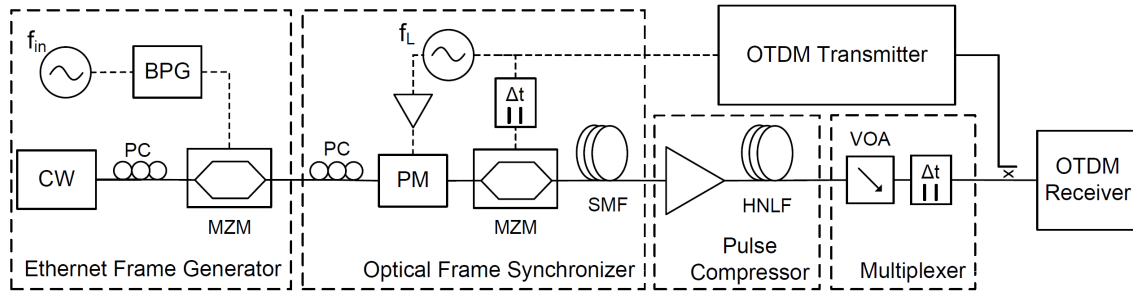 f_in
BPG
CW
PC
MZM
Ethernet Frame Generator
f_L
Δt
PC
PM
MZM
SMF
Optical Frame Synchronizer
HNLF
Pulse
Compressor
VOA
Δt
Multiplexer
OTDM Transmitter
OTDM
Receiver
x